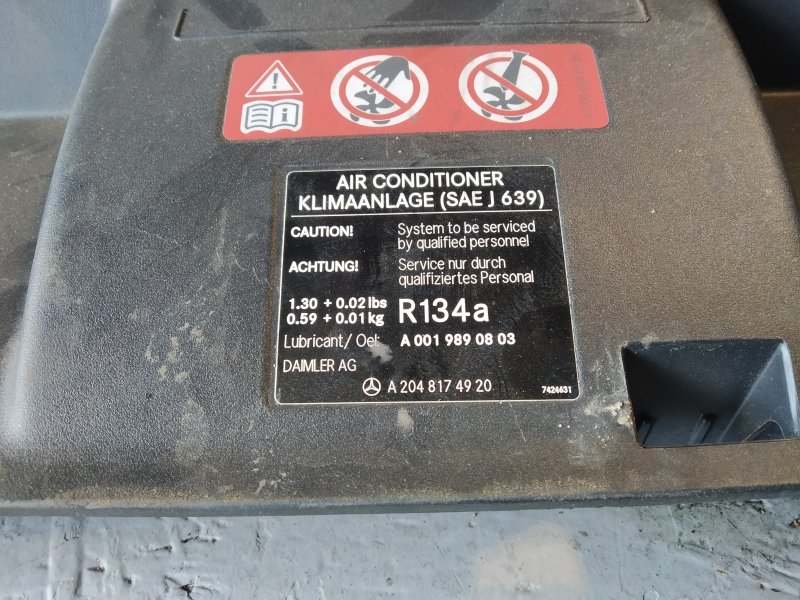 AIR CONDITIONER
KLIMAANLAGE (SAE J 639)
CAUTION! System to be serviced
by qualified personnel
ACHTUNG! Service nur durch
qualifiziertes Personal
1.30 + 0.02 lbs
0.59 + 0.01 kg R134a
Lubricant/ Oel: A 001 989 08 03
DAIMLER AG
A 204 817 49 20 7424631